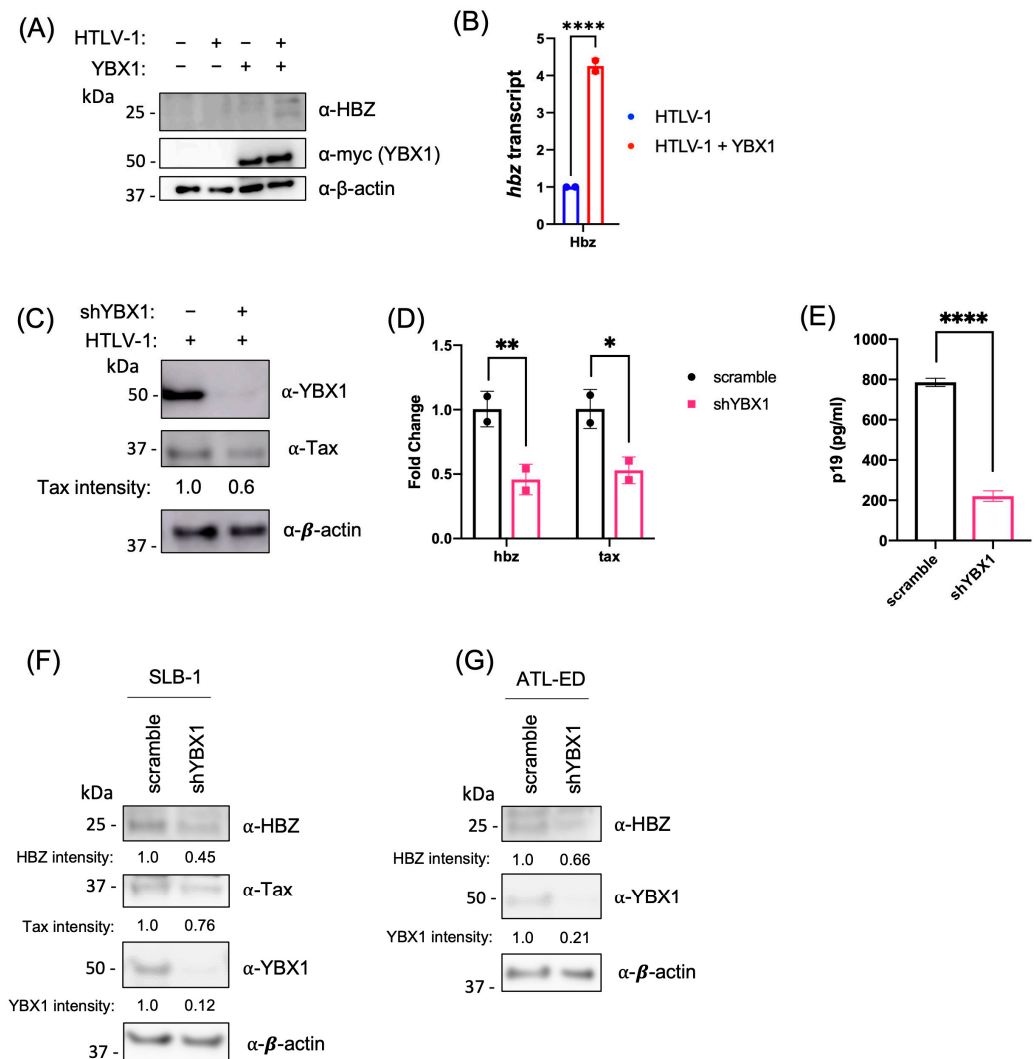 (A)
HTLV-1: – + – +
YBX1: – – + +
kDa
25 - α-HBZ
50 - α-myc (YBX1)
37 - α-β-actin
(B)
****
hbz transcript
5
4
3
2
1
0
Hbz
HTLV-1
HTLV-1 + YBX1
(C)
shYBX1: – +
HTLV-1: + +
kDa
50 - α-YBX1
37 - α-Tax
Tax intensity: 1.0 0.6
α-β-actin
37 -
(D)
** *
Fold Change
1.5
1.0
0.5
0.0
hbz tax
scramble
shYBX1
(E)
****
p19 (pg/ml)
1000
800
600
400
200
0
scramble
shYBX1
(F)
SLB-1
scramble
shYBX1
kDa
25 - α-HBZ
HBZ intensity: 1.0 0.45
37 - α-Tax
Tax intensity: 1.0 0.76
50 - α-YBX1
YBX1 intensity: 1.0 0.12
α-β-actin
37 -
(G)
ATL-ED
scramble
shYBX1
kDa
25 - α-HBZ
HBZ intensity: 1.0 0.66
50 - α-YBX1
YBX1 intensity: 1.0 0.21
α-β-actin
37 -